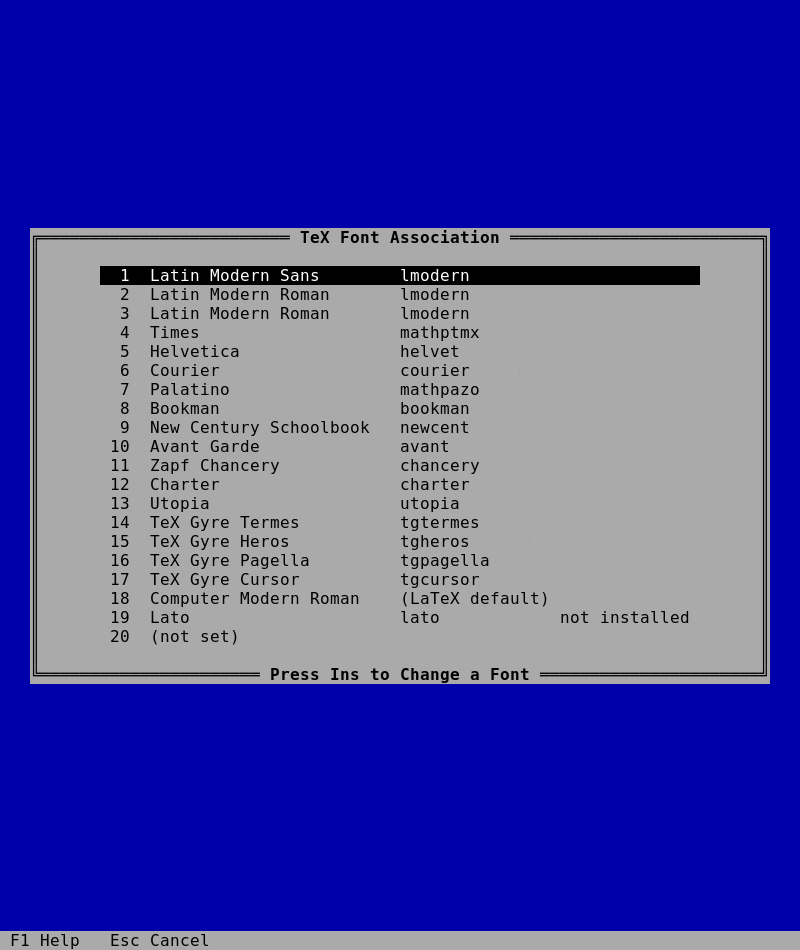 TeX Font Association
1 Latin Modern Sans lmodern
2 Latin Modern Roman lmodern
3 Latin Modern Roman lmodern
4 Times mathptmx
5 Helvetica helvet
6 Courier courier
7 Palatino mathpazo
8 Bookman bookman
9 New Century Schoolbook newcent
10 Avant Garde avant
11 Zapf Chancery chancery
12 Charter charter
13 Utopia utopia
14 TeX Gyre Termes tgtermes
15 TeX Gyre Heros tgheros
16 TeX Gyre Pagella tgpagella
17 TeX Gyre Cursor tgcursor
18 Computer Modern Roman (LaTeX default)
19 Lato lato not installed
20 (not set)
Press Ins to Change a Font
F1 Help Esc Cancel